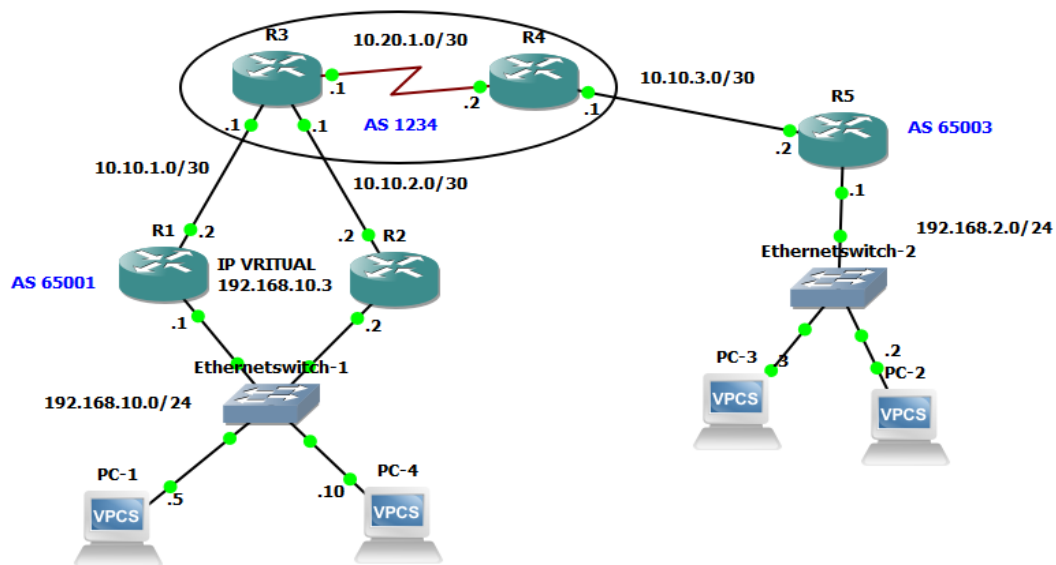 R3
10.20.1.0/30
R4
.1
.2
10.10.3.0/30
.1
R5
.1
.1
AS 1234
.2
AS 65003
10.10.1.0/30
10.10.2.0/30
.1
R1
.2
.2
R2
192.168.2.0/24
Ethernetswitch-2
AS 65001
IP VRITUAL
192.168.10.3
.1
.2
Ethernetswitch-1
PC-3
.3
.2
PC-2
192.168.10.0/24
VPCS
VPCS
PC-1
.5
.10
PC-4
VPCS
VPCS